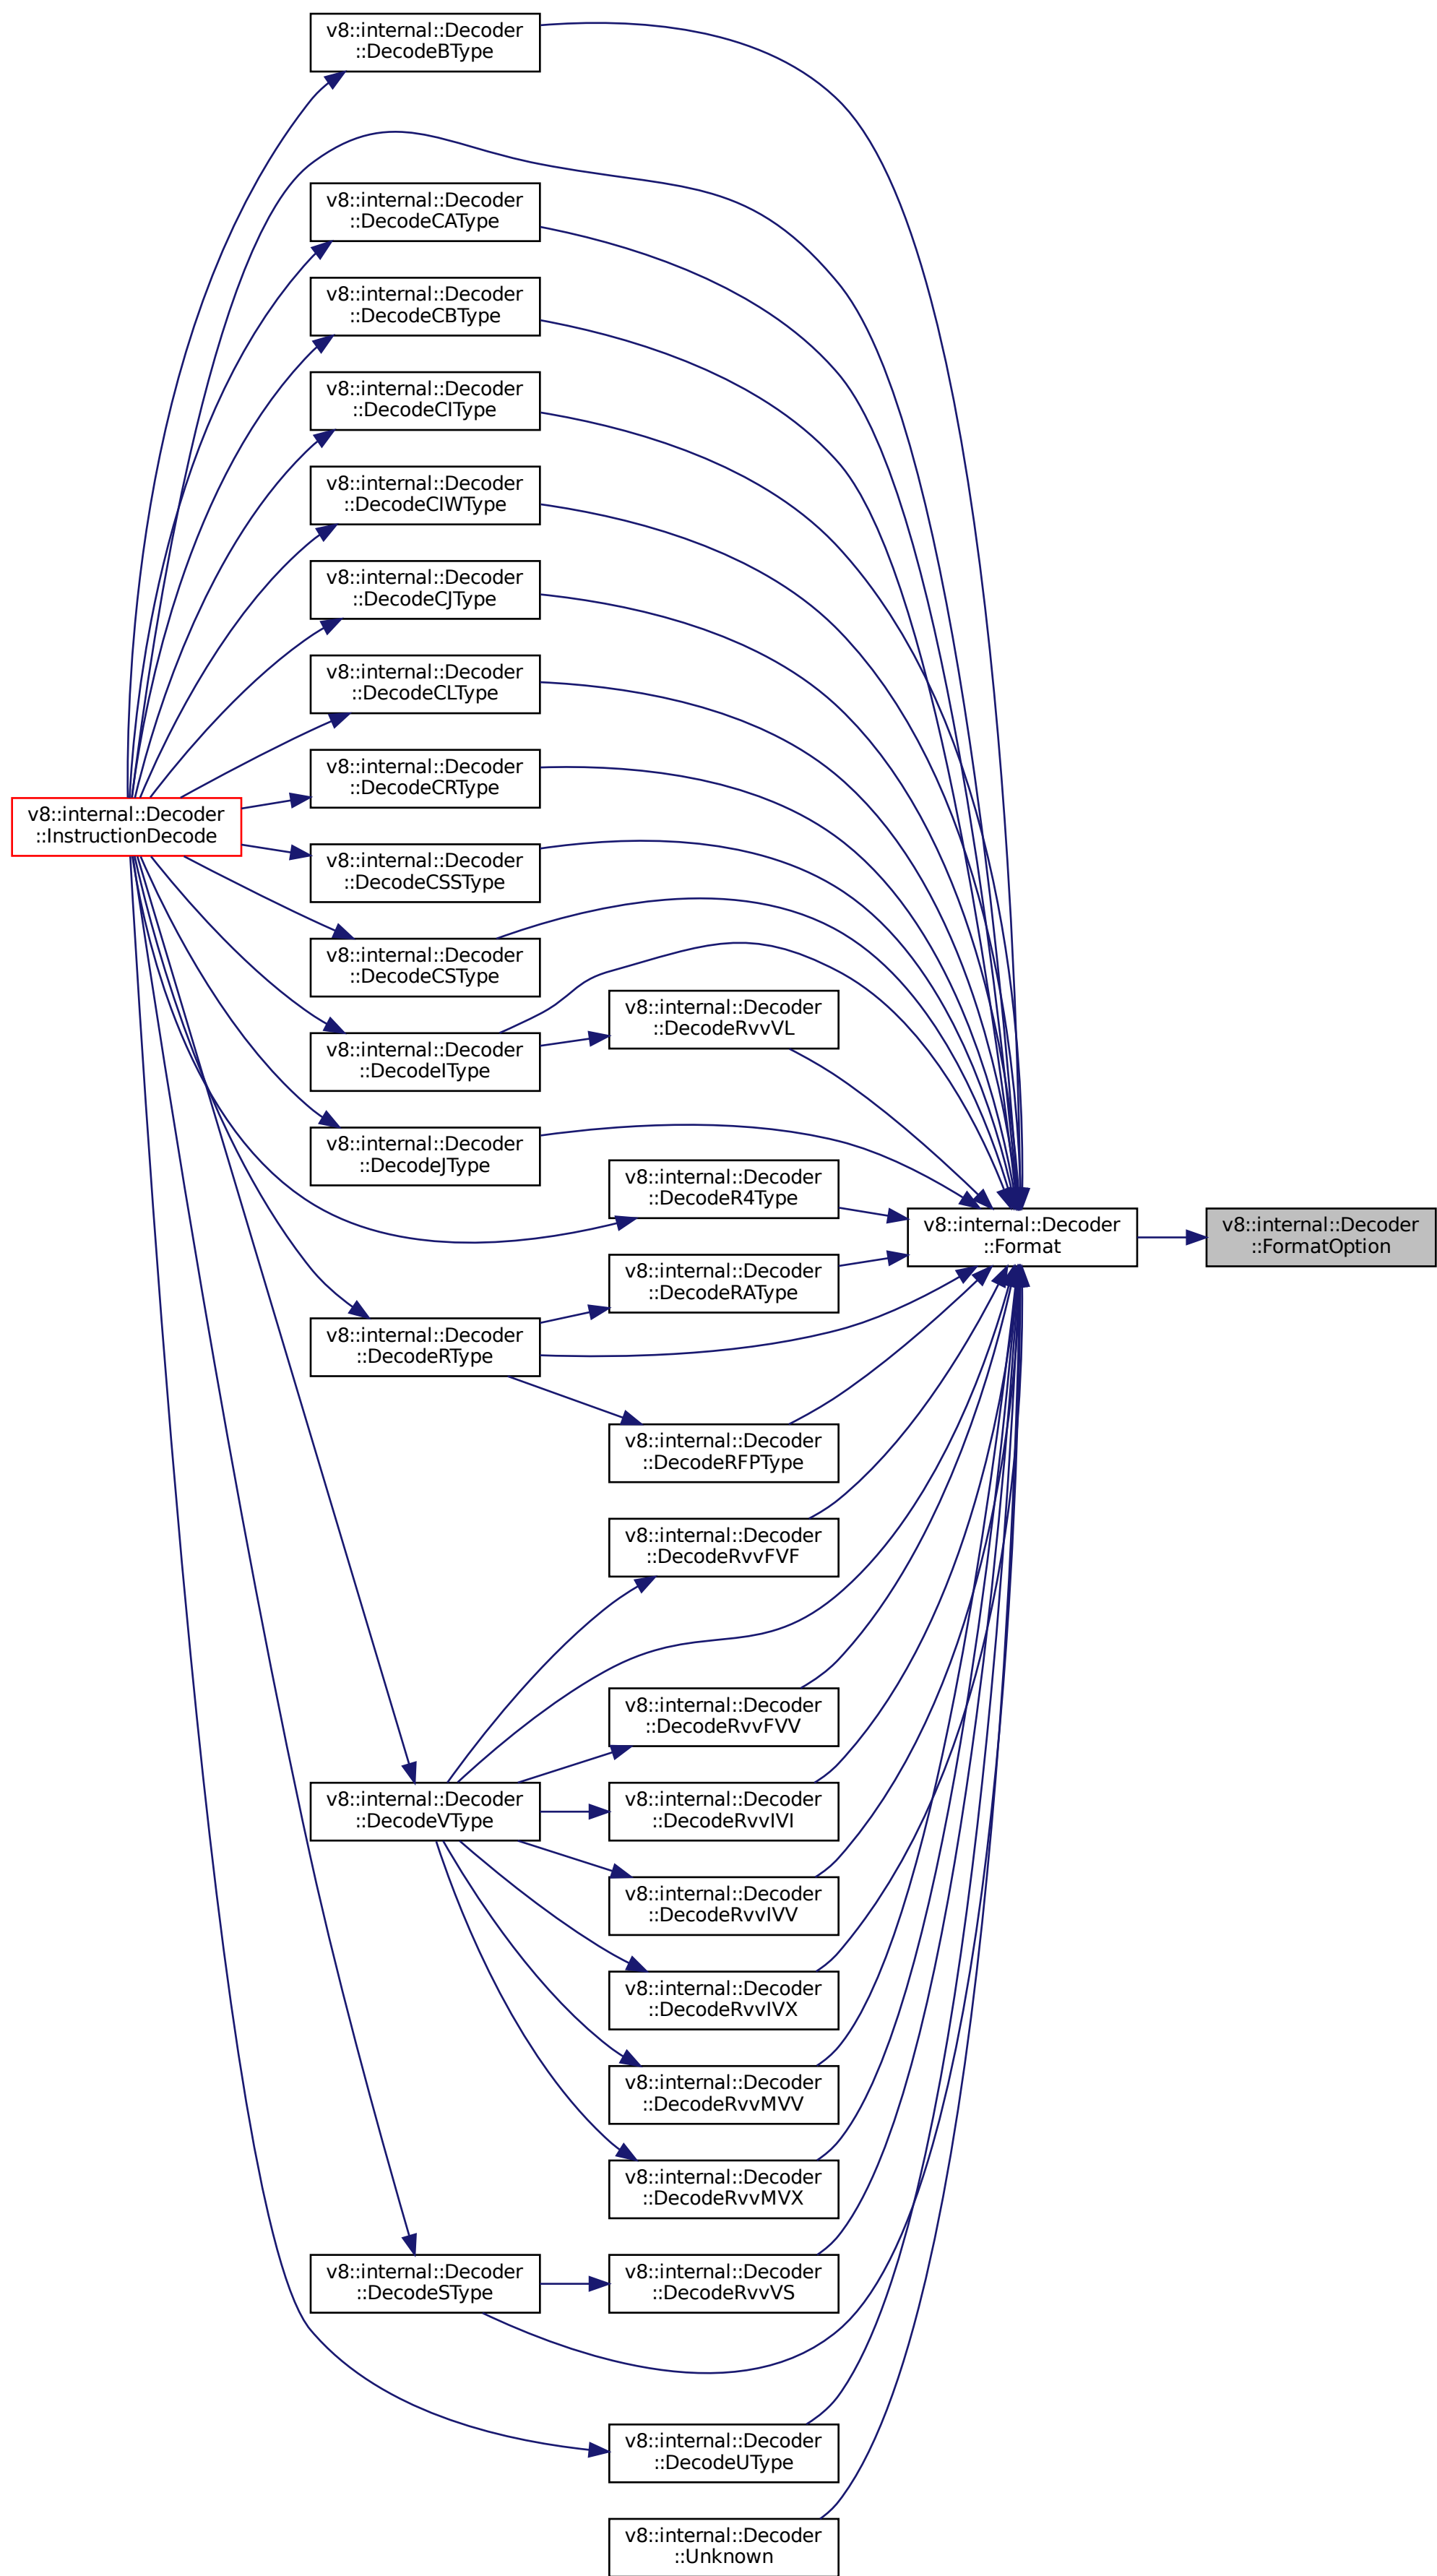 v8::internal::Decoder
::DecodeBType
v8::internal::Decoder
::DecodeCAType
v8::internal::Decoder
::DecodeCBType
v8::internal::Decoder
::DecodeCIType
v8::internal::Decoder
::DecodeCIWType
v8::internal::Decoder
::DecodeCJType
v8::internal::Decoder
::DecodeCLType
v8::internal::Decoder
::DecodeCRType
v8::internal::Decoder
::InstructionDecode
v8::internal::Decoder
::DecodeCSSType
v8::internal::Decoder
::DecodeCSType
v8::internal::Decoder
::DecodeRvvVL
v8::internal::Decoder
::DecodeIType
v8::internal::Decoder
::DecodeJType
v8::internal::Decoder
::DecodeR4Type
v8::internal::Decoder
::Format
v8::internal::Decoder
::FormatOption
v8::internal::Decoder
::DecodeRAType
v8::internal::Decoder
::DecodeRType
v8::internal::Decoder
::DecodeRFPType
v8::internal::Decoder
::DecodeRvvFVF
v8::internal::Decoder
::DecodeRvvFVV
v8::internal::Decoder
::DecodeVType
v8::internal::Decoder
::DecodeRvvIVI
v8::internal::Decoder
::DecodeRvvIVV
v8::internal::Decoder
::DecodeRvvIVX
v8::internal::Decoder
::DecodeRvvMVV
v8::internal::Decoder
::DecodeRvvMVX
v8::internal::Decoder
::DecodeSType
v8::internal::Decoder
::DecodeRvvVS
v8::internal::Decoder
::DecodeUType
v8::internal::Decoder
::Unknown